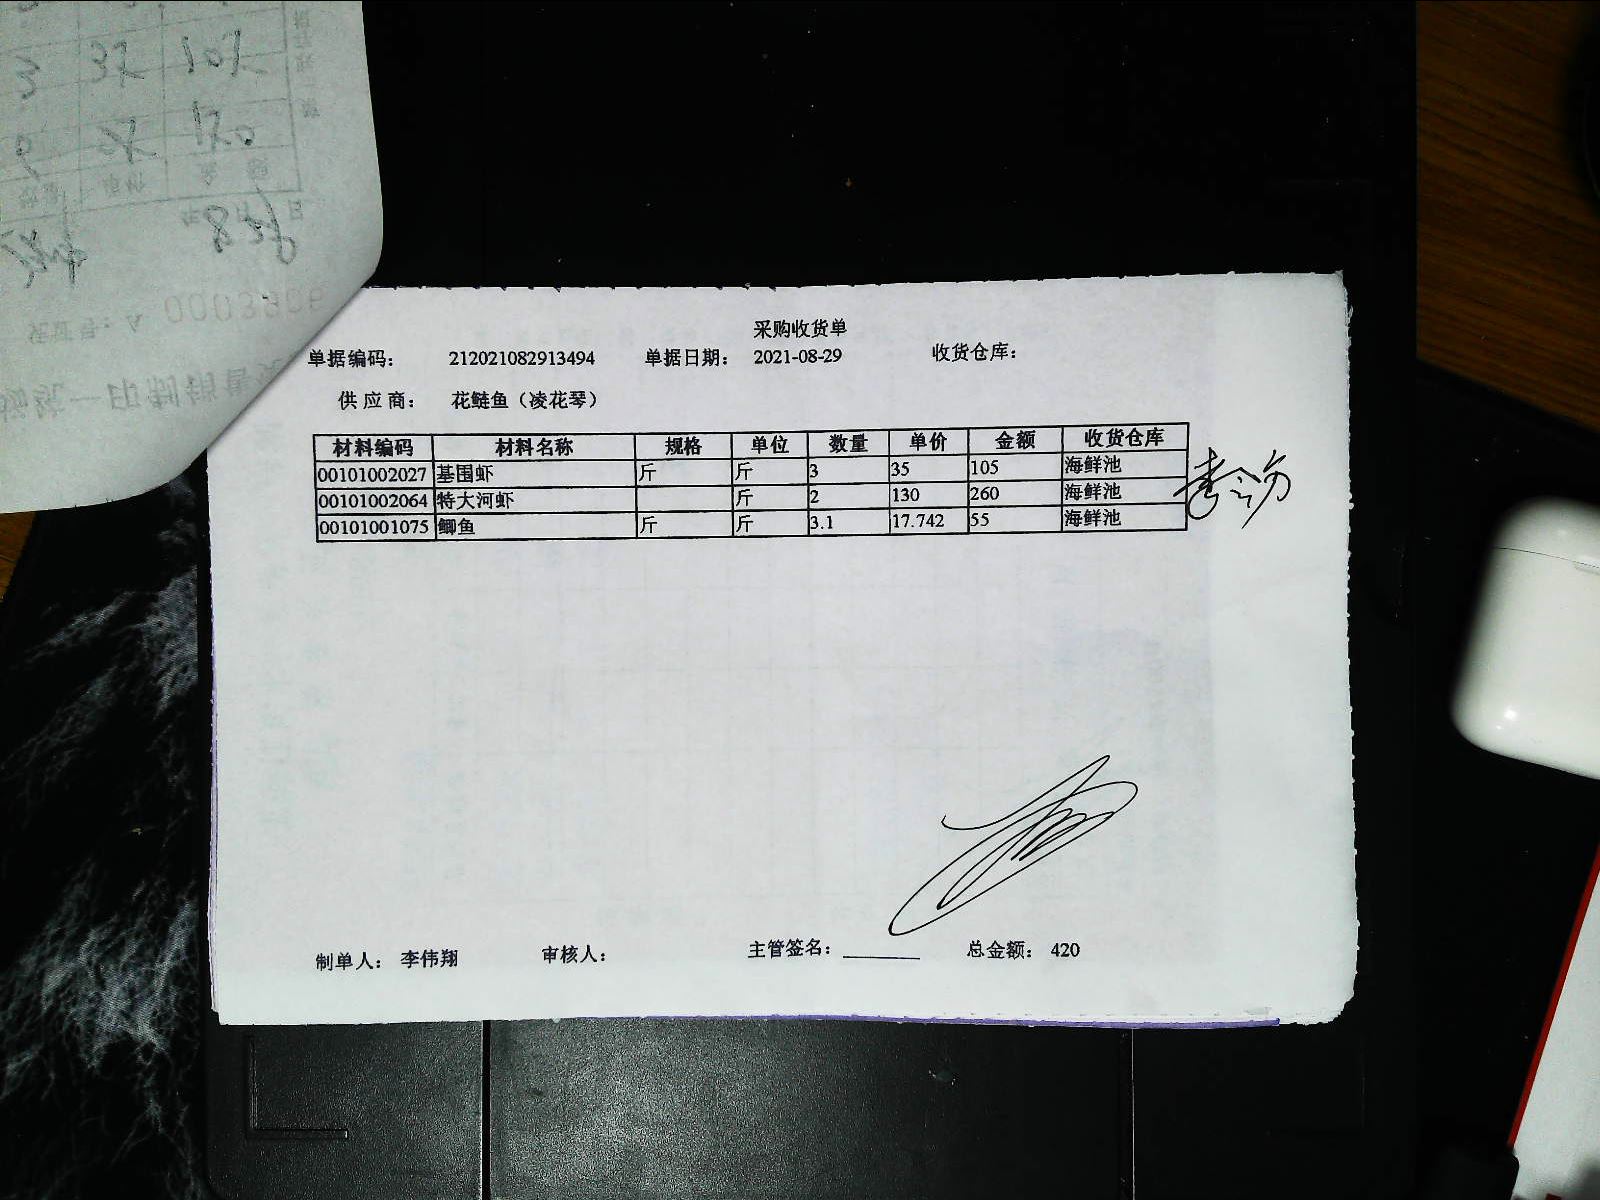 采购收货单
单据编码: 212021082913494 单据日期: 2021-08-29 收货仓库:
供应商: 花鲢鱼（凌花琴）
材料编码 材料名称 规格 单位 数量 单价 金额 收货仓库
00101002027 基围虾 斤 斤 3 35 105 海鲜池
00101002064 特大河虾 斤 2 130 260 海鲜池
00101001075 鲫鱼 斤 斤 3.1 17.742 55 海鲜池
制单人: 李伟翔 审核人: 主管签名: 总金额: 420